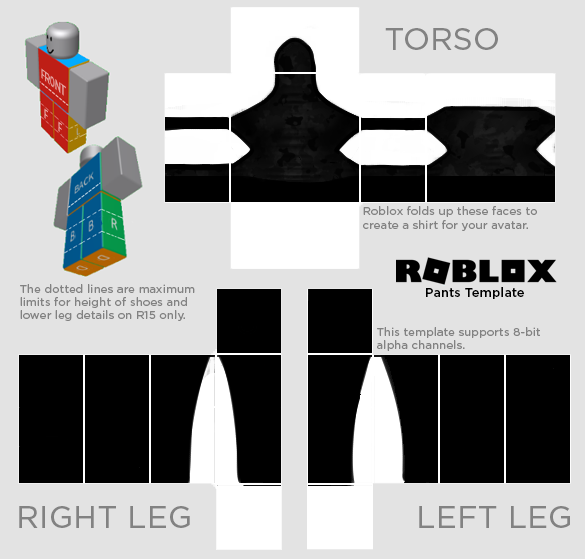 TORSO
FRONT
F
F
L
BACK
B
B
R
Roblox folds up these faces to
create a shirt for your avatar.
ROBLOX
Pants Template
The dotted lines are maximum
limits for height of shoes and
lower leg details on R15 only.
This template supports 8-bit
alpha channels.
RIGHT LEG
LEFT LEG